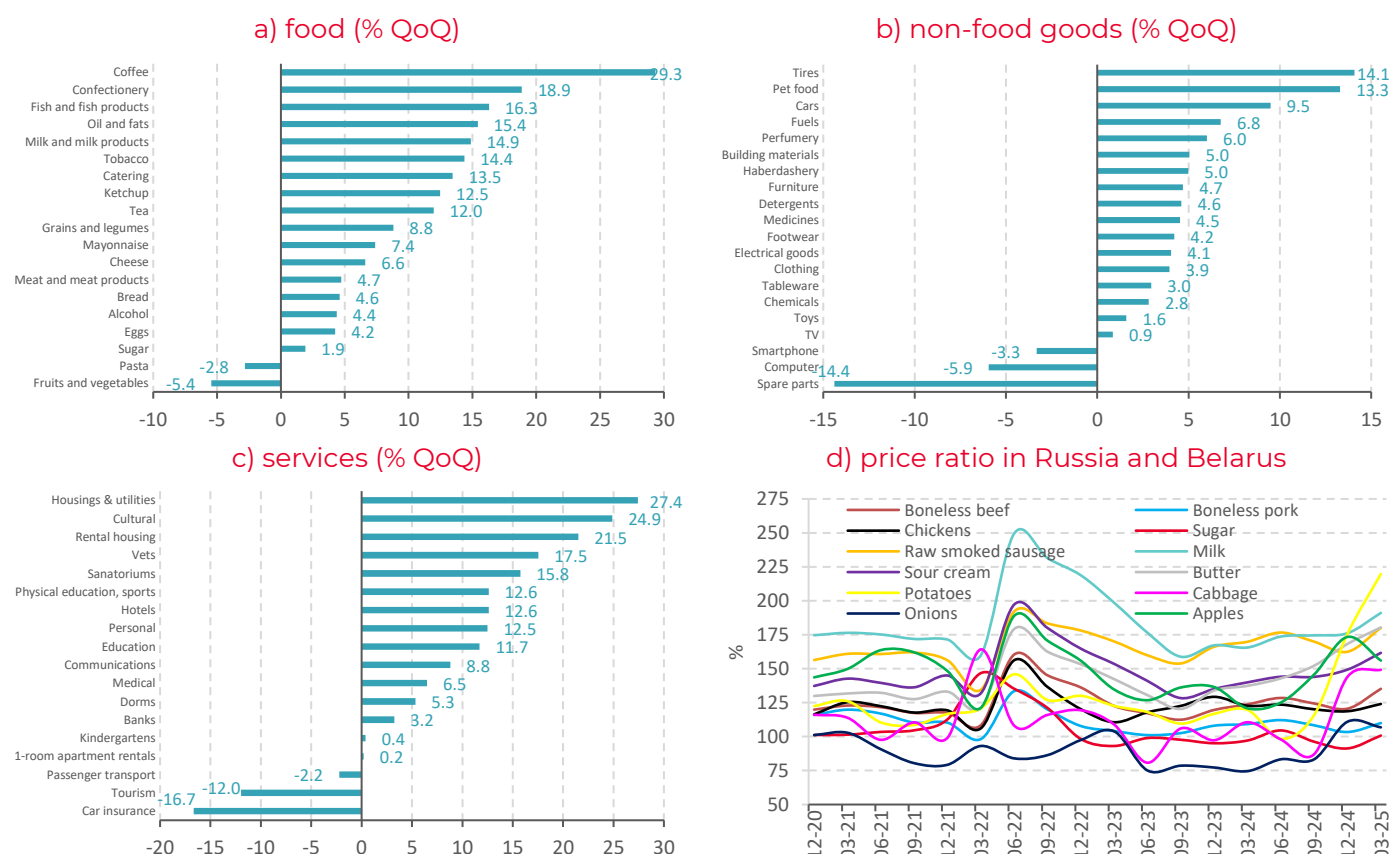 a) food (% QoQ)
Coffee 29.3
Confectionery 18.9
Fish and fish products 16.3
Oil and fats 15.4
Milk and milk products 14.9
Tobacco 14.4
Catering 13.5
Ketchup 12.5
Tea 12.0
Grains and legumes 8.8
Mayonnaise 7.4
Cheese 6.6
Meat and meat products 4.7
Bread 4.6
Alcohol 4.4
Eggs 4.2
Sugar 1.9
Pasta -2.8
Fruits and vegetables -5.4
-10 -5 0 5 10 15 20 25 30
b) non-food goods (% QoQ)
Tires 14.1
Pet food 13.3
Cars 9.5
Fuels 6.8
Perfumery 6.0
Building materials 5.0
Haberdashery 5.0
Furniture 4.7
Detergents 4.6
Medicines 4.5
Footwear 4.2
Electrical goods 4.1
Clothing 3.9
Tableware 3.0
Chemicals 2.8
Toys 1.6
TV 0.9
Smartphone -3.3
Computer -5.9
Spare parts -14.4
-15 -10 -5 0 5 10 15
c) services (% QoQ)
Housings & utilities 27.4
Cultural 24.9
Rental housing 21.5
Vets 17.5
Sanatoriums 15.8
Physical education, sports 12.6
Hotels 12.6
Personal 12.5
Education 11.7
Communications 8.8
Medical 6.5
Dorms 5.3
Banks 3.2
Kindergartens 0.4
1-room apartment rentals 0.2
Passenger transport -2.2
Tourism -12.0
Car insurance -16.7
-20 -15 -10 -5 0 5 10 15 20 25 30
d) price ratio in Russia and Belarus
%
275
250
225
200
175
150
125
100
75
50
Boneless beef Boneless pork
Chickens Sugar
Raw smoked sausage Milk
Sour cream Butter
Potatoes Cabbage
Onions Apples
12-20 03-21 06-21 09-21 12-21 03-22 06-22 09-22 12-22 03-23 06-23 09-23 12-23 03-24 06-24 09-24 12-24 03-25